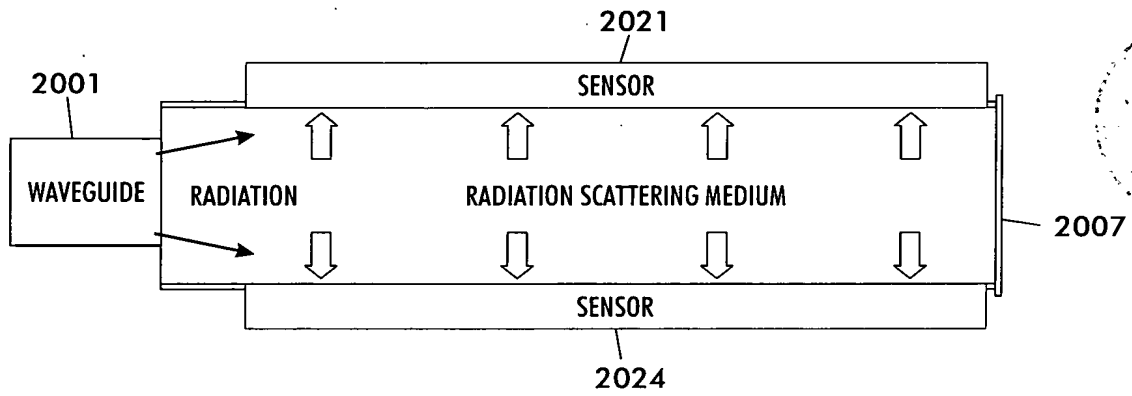 2021
SENSOR
2001
WAVEGUIDE
RADIATION
RADIATION SCATTERING MEDIUM
2007
SENSOR
2024